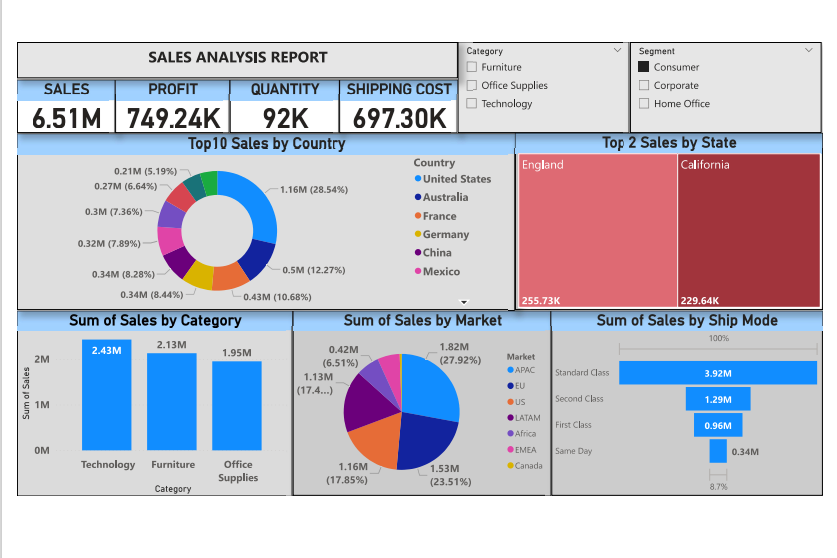 SALES ANALYSIS REPORT
Category
Furniture
Office Supplies
Technology
Segment
Consumer
Corporate
Home Office
SALES
PROFIT
QUANTITY
SHIPPING COST
6.51M
749.24K
92K
697.30K
Top10 Sales by Country
0.21M (5.19%)
0.27M (6.64%)
0.3M (7.36%)
0.32M (7.89%)
0.34M (8.28%)
0.34M (8.44%)
0.43M (10.68%)
0.5M (12.27%)
1.16M (28.54%)
Country
United States
Australia
France
Germany
China
Mexico
Top 2 Sales by State
England
California
255.73K
229.64K
Sum of Sales by Category
Sum of Sales
2M
1M
0M
2.43M
2.13M
1.95M
Technology
Furniture
Office
Supplies
Category
Sum of Sales by Market
0.42M
(6.51%)
1.13M
(17.4...)
1.16M
(17.85%)
1.53M
(23.51%)
1.82M
(27.92%)
Market
APAC
EU
US
LATAM
Africa
EMEA
Canada
Sum of Sales by Ship Mode
100%
Standard Class
3.92M
Second Class
1.29M
First Class
0.96M
Same Day
0.34M
8.7%